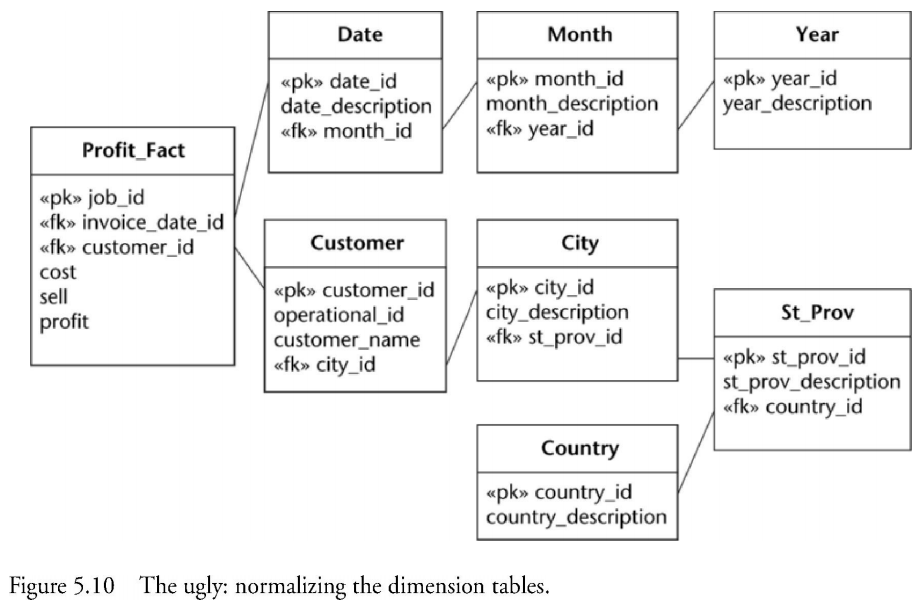 Date
«pk» date_id
date_description
«fk» month_id
Month
«pk» month_id
month_description
«fk» year_id
Year
«pk» year_id
year_description
Profit_Fact
«pk» job_id
«fk» invoice_date_id
«fk» customer_id
cost
sell
profit
Customer
«pk» customer_id
operational_id
customer_name
«fk» city_id
City
«pk» city_id
city_description
«fk» st_prov_id
St_Prov
«pk» st_prov_id
st_prov_description
«fk» country_id
Country
«pk» country_id
country_description
Figure 5.10 The ugly: normalizing the dimension tables.